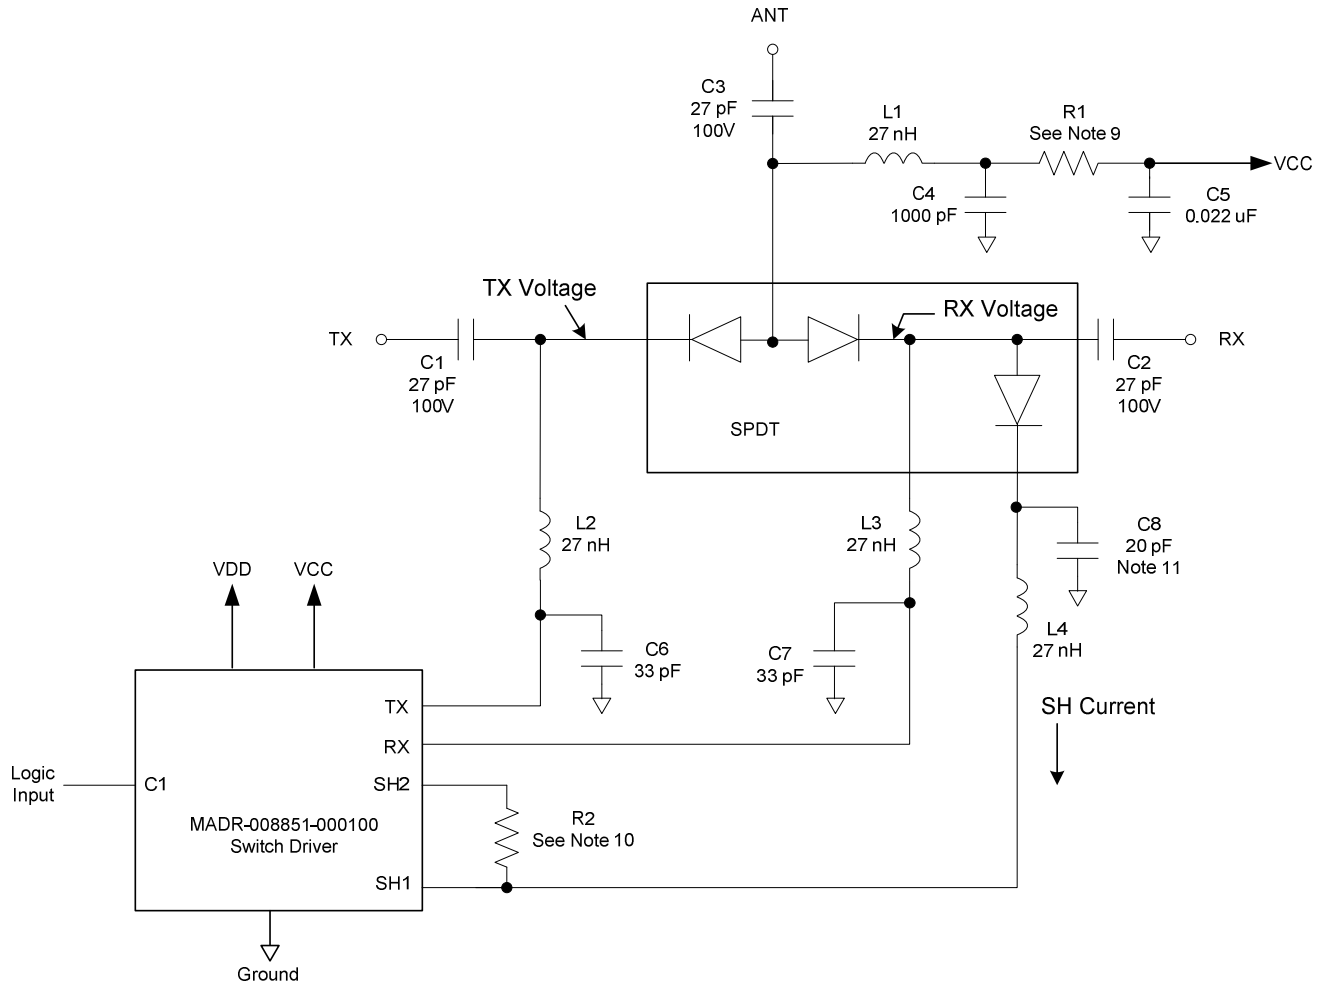 ANT
C3
27 pF
100V
L1
27 nH
R1
See Note 9
VCC
C4
1000 pF
C5
0.022 uF
TX Voltage
RX Voltage
TX
RX
C1
27 pF
100V
C2
27 pF
100V
SPDT
L2
27 nH
L3
27 nH
C8
20 pF
Note 11
VDD
VCC
L4
27 nH
C6
33 pF
C7
33 pF
SH Current
TX
RX
Logic
Input
C1
SH2
MADR-008851-000100
Switch Driver
R2
See Note 10
SH1
Ground